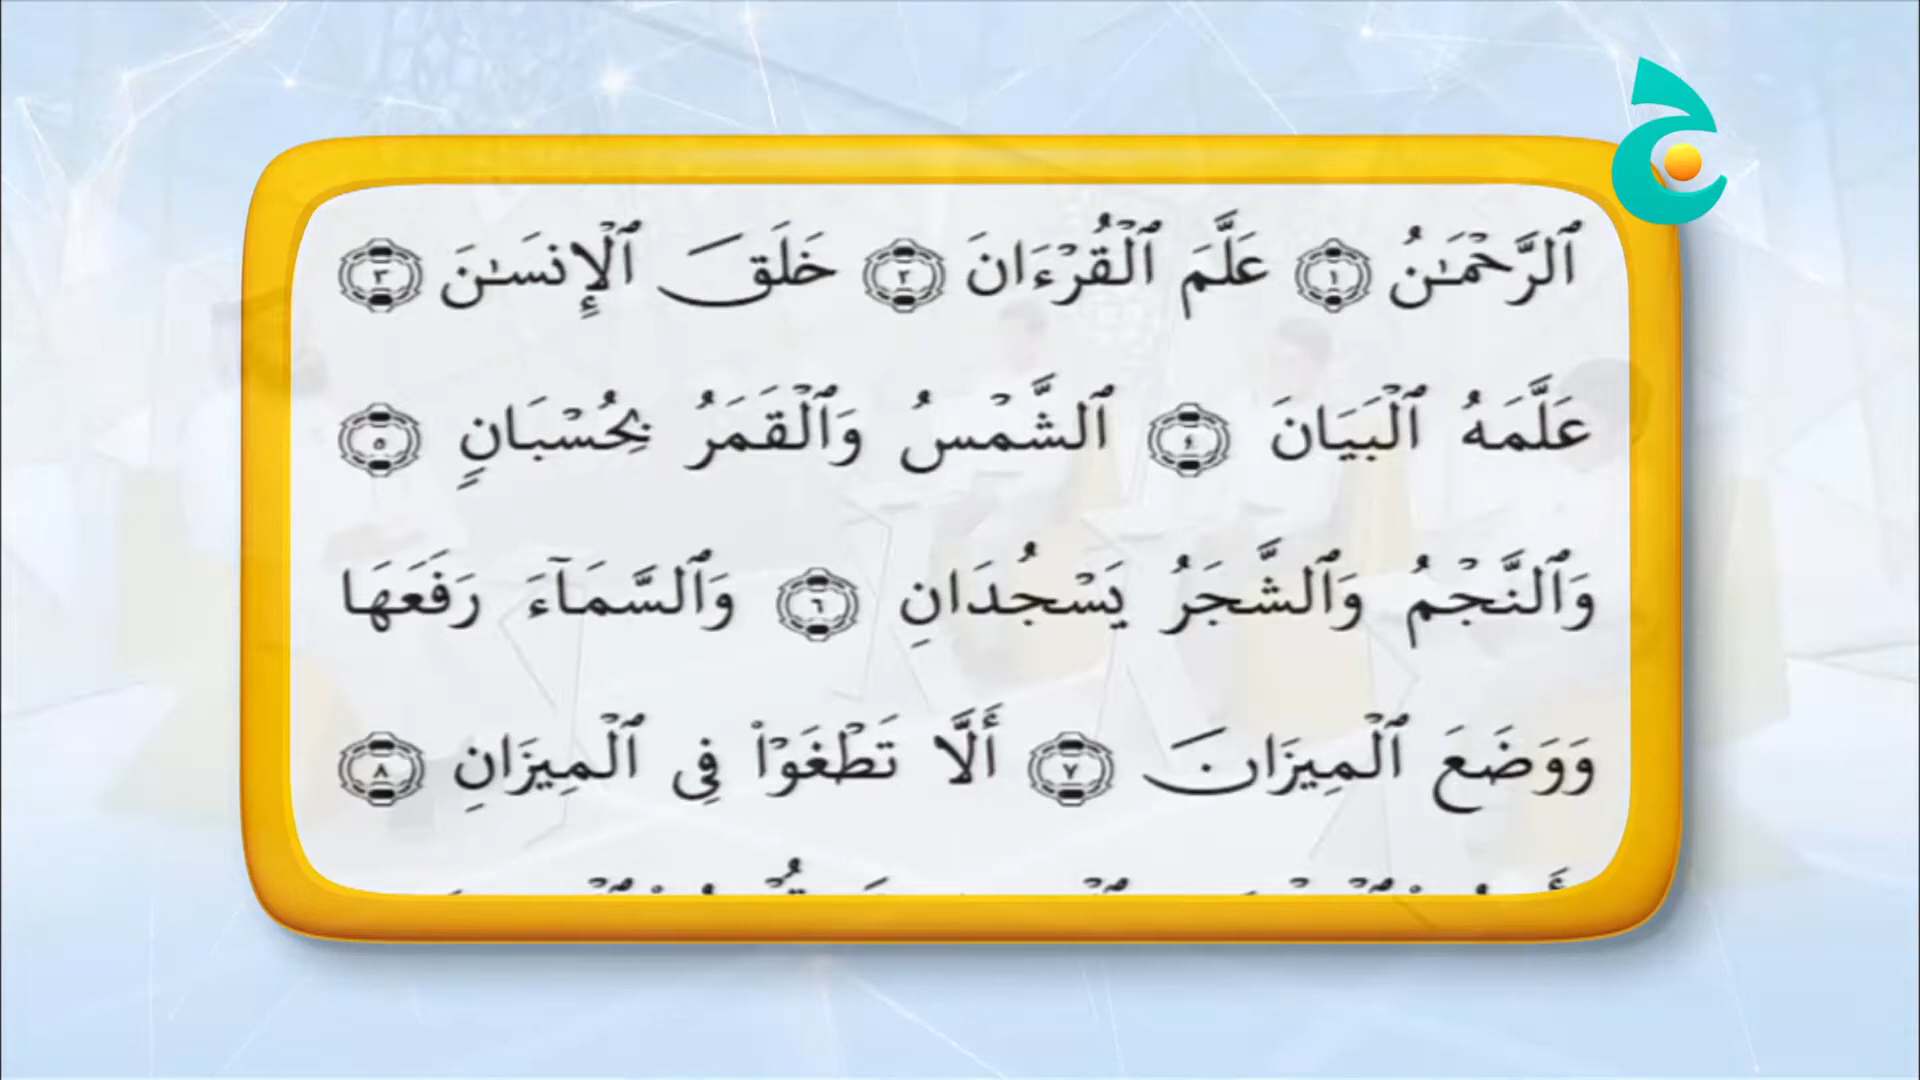 ٱلرَّحْمَـٰنُ ١ عَلَّمَ ٱلْقُرْءَانَ ٢ خَلَقَ ٱلْإِنسَـٰنَ ٣
عَلَّمَهُ ٱلْبَيَانَ ٤ ٱلشَّمْسُ وَٱلْقَمَرُ بِحُسْبَانٍ ٥
وَٱلنَّجْمُ وَٱلشَّجَرُ يَسْجُدَانِ ٦ وَٱلسَّمَآءَ رَفَعَهَا
وَوَضَعَ ٱلْمِيزَانَ ٧ أَلَّا تَطْغَوْا۟ فِى ٱلْمِيزَانِ ٨